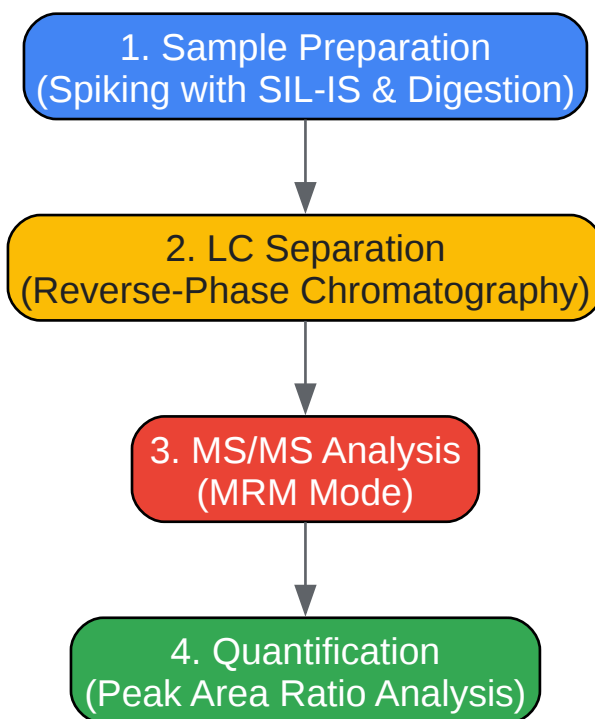 1. Sample Preparation
(Spiking with SIL-IS & Digestion)
2. LC Separation
(Reverse-Phase Chromatography)
3. MS/MS Analysis
(MRM Mode)
4. Quantification
(Peak Area Ratio Analysis)